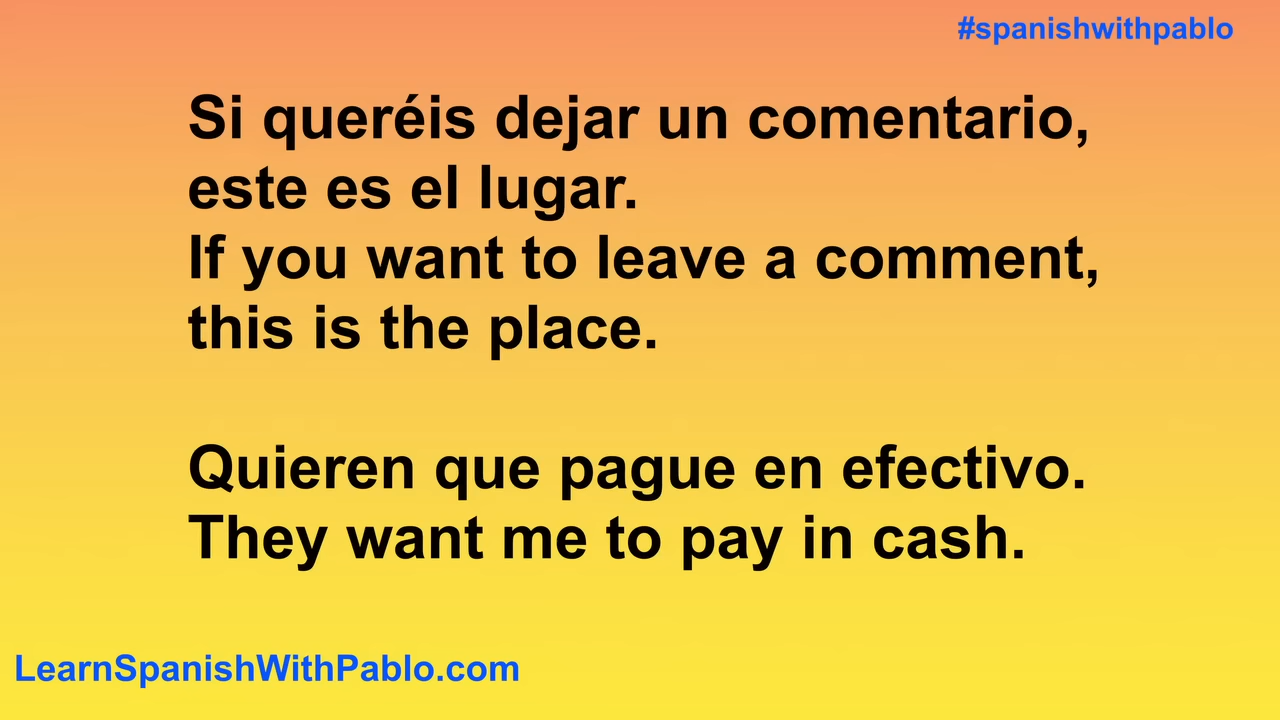 #spanishwithpablo
Si queréis dejar un comentario,
este es el lugar.
If you want to leave a comment,
this is the place.
Quieren que pague en efectivo.
They want me to pay in cash.
LearnSpanishWithPablo.com